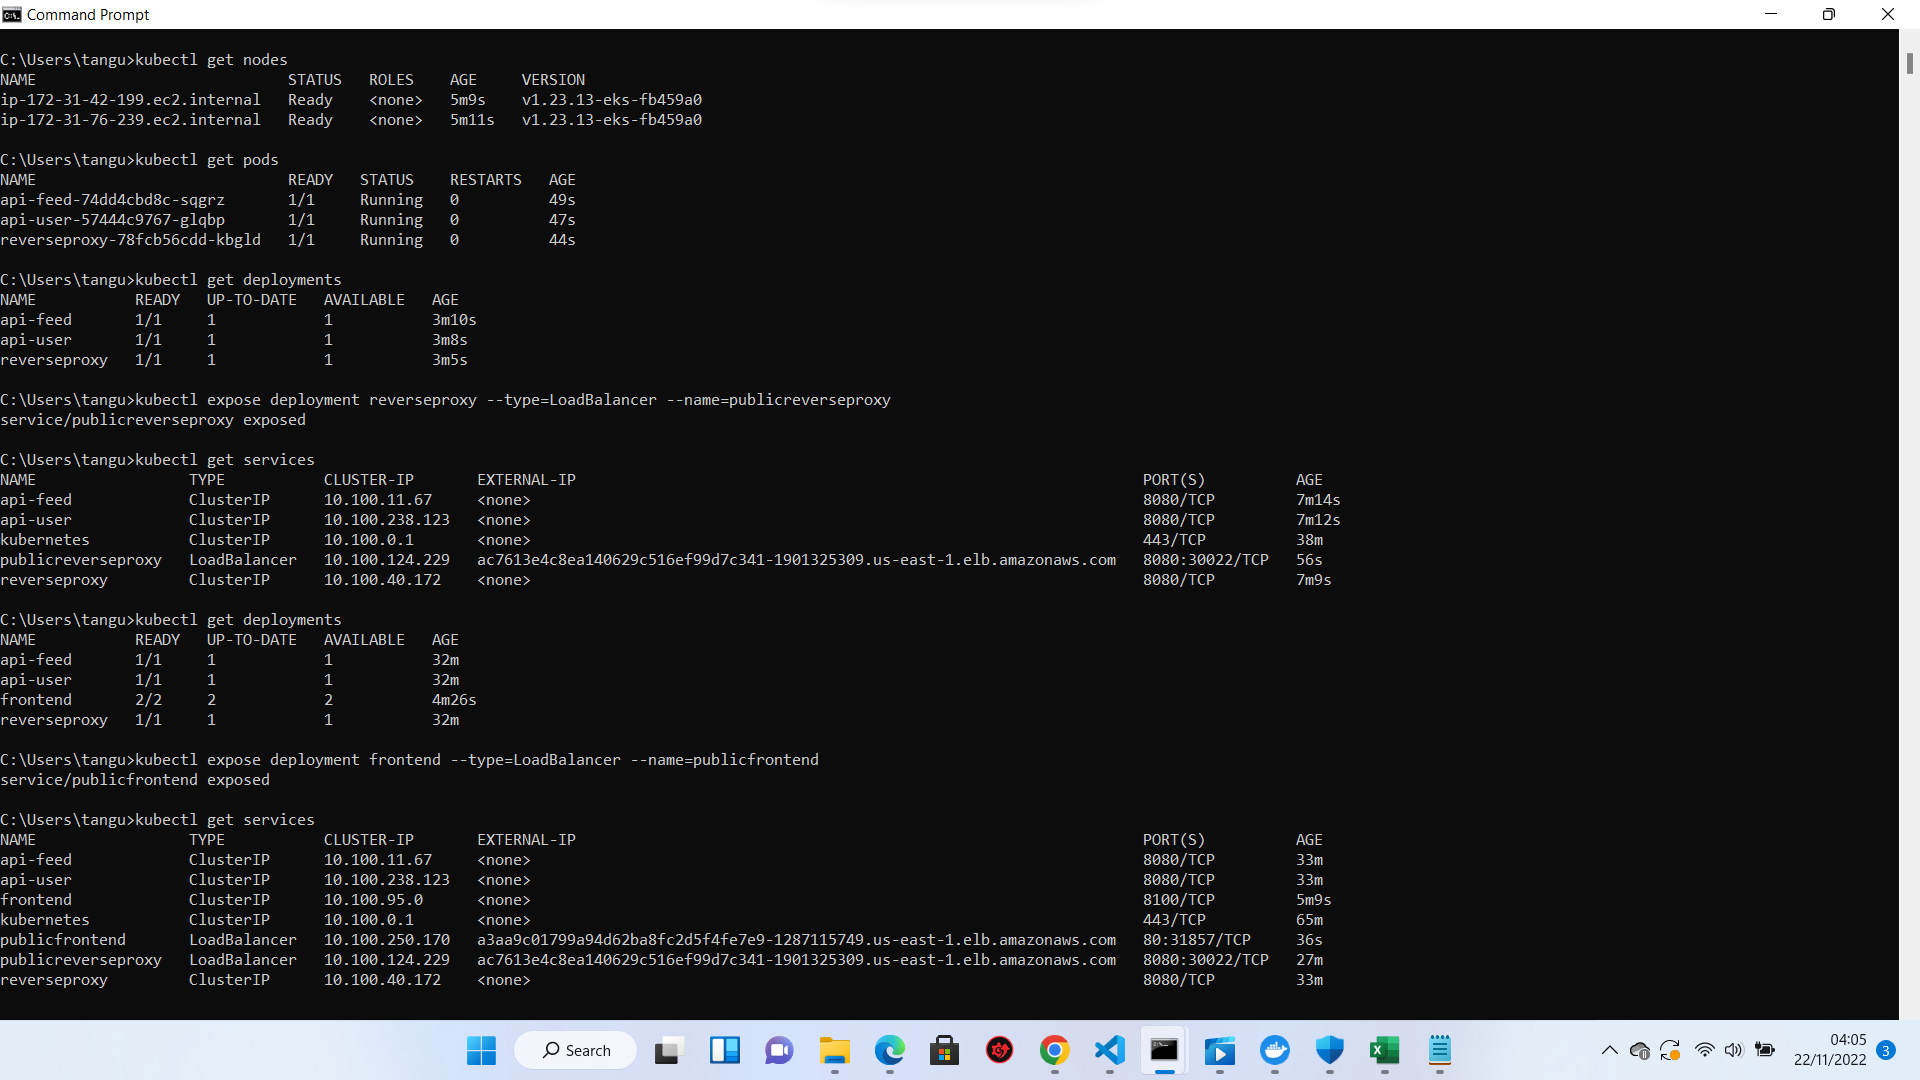 Command Prompt
C:\Users\tangu>kubectl get nodes
NAME STATUS ROLES AGE VERSION
ip-172-31-42-199.ec2.internal Ready <none> 5m9s v1.23.13-eks-fb459a0
ip-172-31-76-239.ec2.internal Ready <none> 5m11s v1.23.13-eks-fb459a0
C:\Users\tangu>kubectl get pods
NAME READY STATUS RESTARTS AGE
api-feed-74dd4cbd8c-sqgrz 1/1 Running 0 49s
api-user-57444c9767-glqbp 1/1 Running 0 47s
reverseproxy-78fcb56cdd-kbgld 1/1 Running 0 44s
C:\Users\tangu>kubectl get deployments
NAME READY UP-TO-DATE AVAILABLE AGE
api-feed 1/1 1 1 3m10s
api-user 1/1 1 1 3m8s
reverseproxy 1/1 1 1 3m5s
C:\Users\tangu>kubectl expose deployment reverseproxy --type=LoadBalancer --name=publicreverseproxy
service/publicreverseproxy exposed
C:\Users\tangu>kubectl get services
NAME TYPE CLUSTER-IP EXTERNAL-IP PORT(S) AGE
api-feed ClusterIP 10.100.11.67 <none> 8080/TCP 7m14s
api-user ClusterIP 10.100.238.123 <none> 8080/TCP 7m12s
kubernetes ClusterIP 10.100.0.1 <none> 443/TCP 38m
publicreverseproxy LoadBalancer 10.100.124.229 ac7613e4c8ea140629c516ef99d7c341-1901325309.us-east-1.elb.amazonaws.com 8080:30022/TCP 56s
reverseproxy ClusterIP 10.100.40.172 <none> 8080/TCP 7m9s
C:\Users\tangu>kubectl get deployments
NAME READY UP-TO-DATE AVAILABLE AGE
api-feed 1/1 1 1 32m
api-user 1/1 1 1 32m
frontend 2/2 2 2 4m26s
reverseproxy 1/1 1 1 32m
C:\Users\tangu>kubectl expose deployment frontend --type=LoadBalancer --name=publicfrontend
service/publicfrontend exposed
C:\Users\tangu>kubectl get services
NAME TYPE CLUSTER-IP EXTERNAL-IP PORT(S) AGE
api-feed ClusterIP 10.100.11.67 <none> 8080/TCP 33m
api-user ClusterIP 10.100.238.123 <none> 8080/TCP 33m
frontend ClusterIP 10.100.95.0 <none> 8100/TCP 5m9s
kubernetes ClusterIP 10.100.0.1 <none> 443/TCP 65m
publicfrontend LoadBalancer 10.100.250.170 a3aa9c01799a94d62ba8fc2d5f4fe7e9-1287115749.us-east-1.elb.amazonaws.com 80:31857/TCP 36s
publicreverseproxy LoadBalancer 10.100.124.229 ac7613e4c8ea140629c516ef99d7c341-1901325309.us-east-1.elb.amazonaws.com 8080:30022/TCP 27m
reverseproxy ClusterIP 10.100.40.172 <none> 8080/TCP 33m
Search
04:05
22/11/2022
3